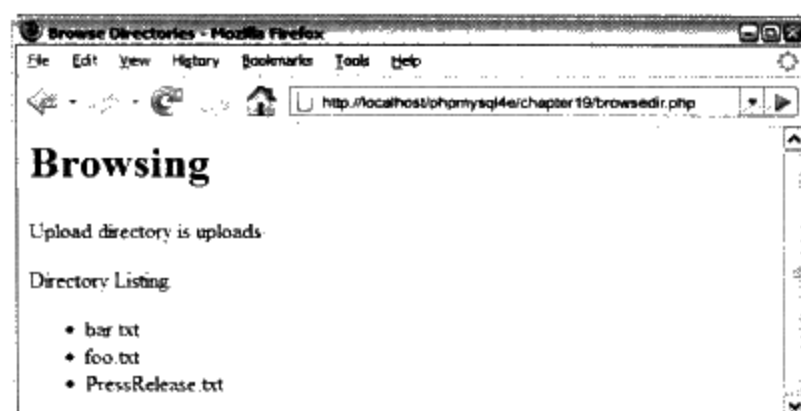 Browse Directories - Mozilla Firefox
File Edit View History Bookmarks Tools Help
http://localhost/phpmysql4e/chapter19/browsedir.php
Browsing
Upload directory is uploads
Directory Listing
• bar.txt
• foo.txt
• PressRelease.txt